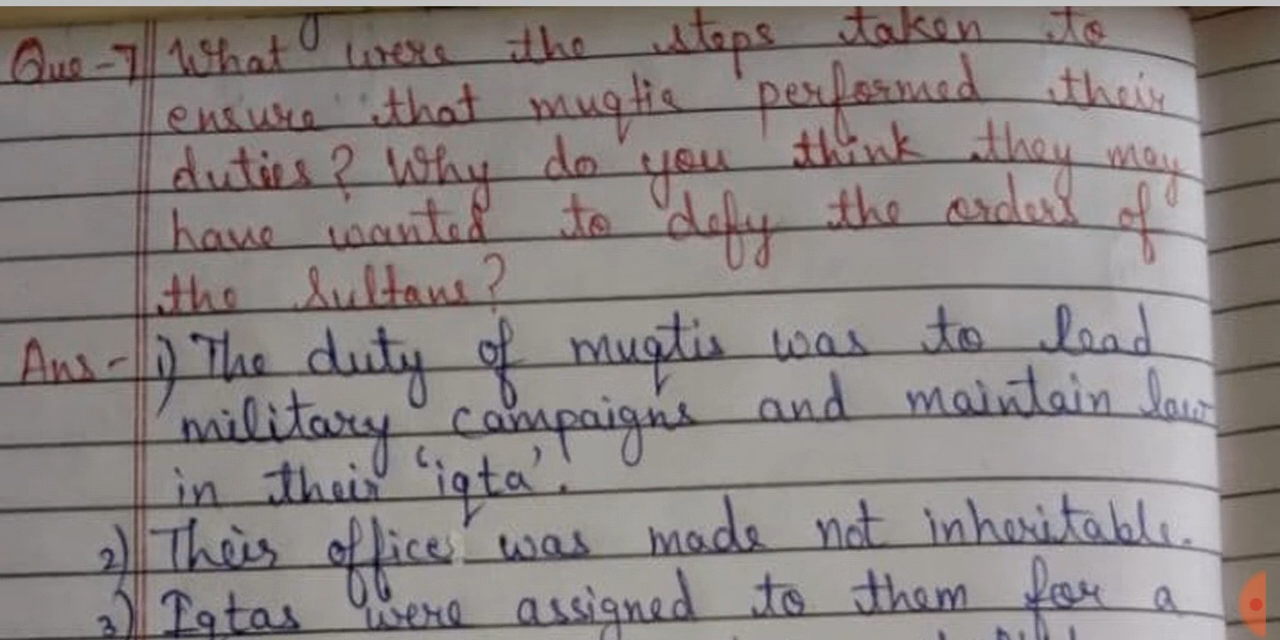 Que-7 What were the steps taken to
ensure that muqtis performed their
duties? Why do you think they may
have wanted to defy the orders of
the Sultans?
Ans- 1) The duty of muqtis was to lead
military campaigns and maintain law
in their 'iqta'.
2) Their office was made not inheritable.
3) Iqtas were assigned to them for a